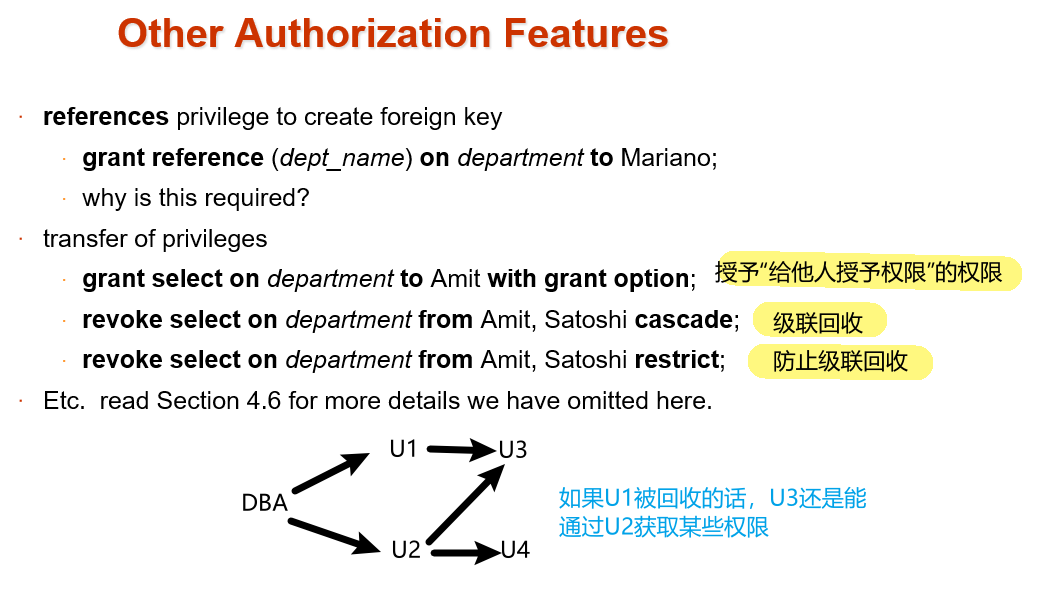 Other Authorization Features
· references privilege to create foreign key
· grant reference (dept_name) on department to Mariano;
· why is this required?
· transfer of privileges
· grant select on department to Amit with grant option; 授予“给他人授予权限”的权限
· revoke select on department from Amit, Satoshi cascade; 级联回收
· revoke select on department from Amit, Satoshi restrict; 防止级联回收
· Etc. read Section 4.6 for more details we have omitted here.
U1 U3
DBA
如果U1被回收的话，U3还是能
通过U2获取某些权限
U2 U4